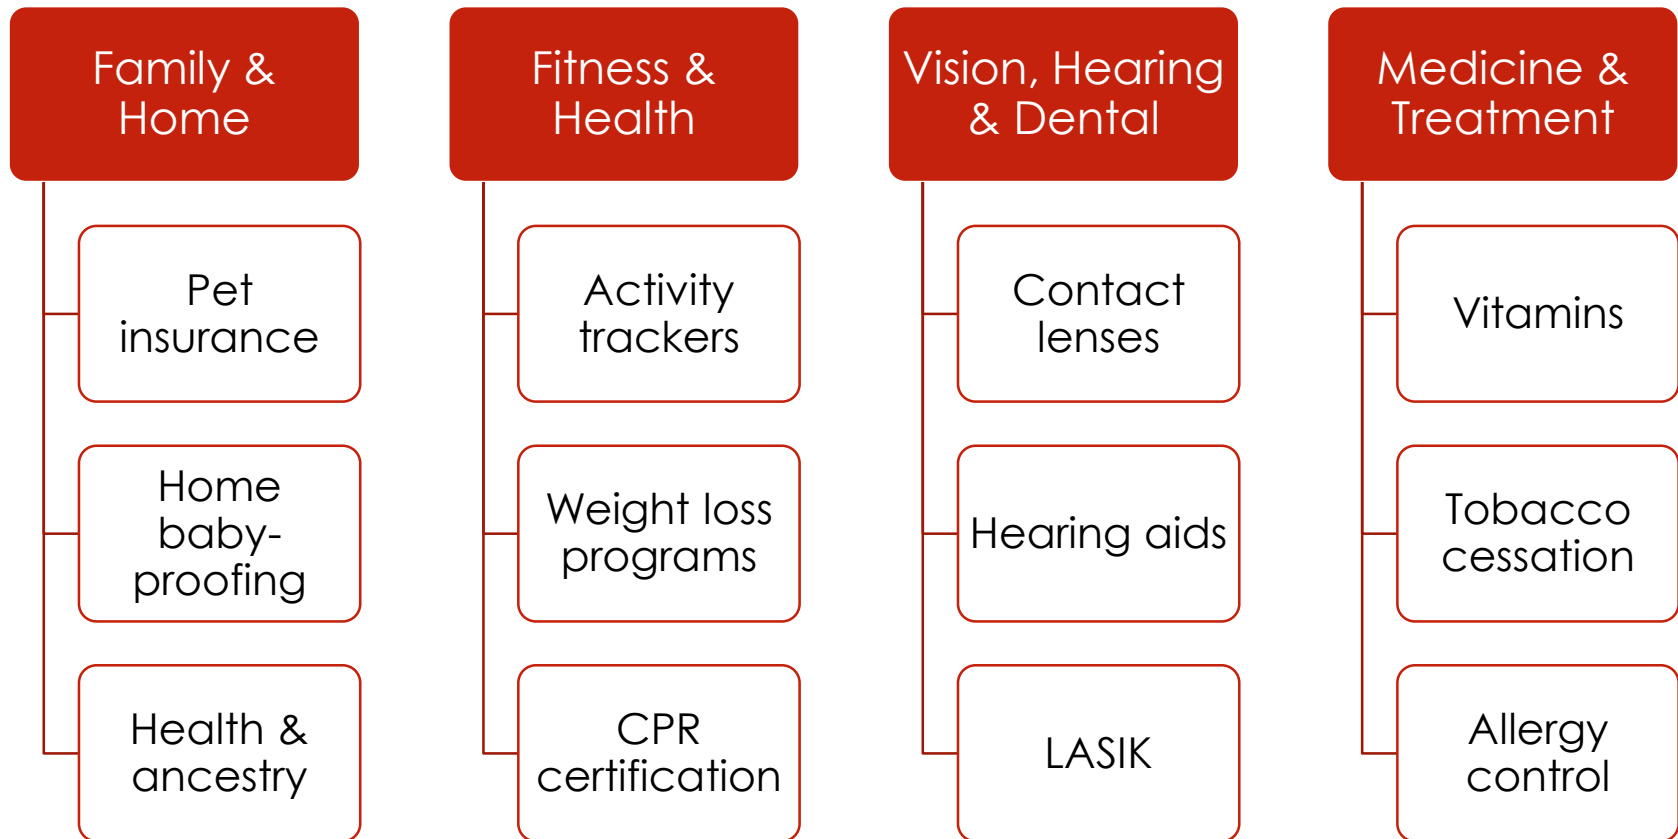 Family &
Home
Pet
insurance
Home
baby-
proofing
Health &
ancestry
Fitness &
Health
Activity
trackers
Weight loss
programs
CPR
certification
Vision, Hearing
& Dental
Contact
lenses
Hearing aids
LASIK
Medicine &
Treatment
Vitamins
Tobacco
cessation
Allergy
control